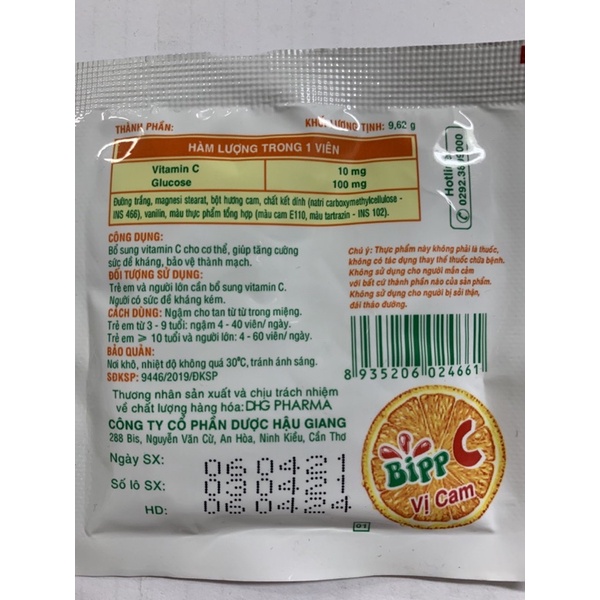 THÀNH PHẦN:
KHỐI LƯỢNG TỊNH: 9,62 g
HÀM LƯỢNG TRONG 1 VIÊN
Vitamin C 10 mg
Glucose 100 mg
Đường trắng, magnesi stearat, bột hương cam, chất kết dính (natri carboxymethylcellulose -
INS 466), vanilin, màu thực phẩm tổng hợp (màu cam E110, màu tartrazin - INS 102).
Hotline
0292.38 000
CÔNG DỤNG:
Bổ sung vitamin C cho cơ thể, giúp tăng cường
sức đề kháng, bảo vệ thành mạch.
ĐỐI TƯỢNG SỬ DỤNG:
Trẻ em và người lớn cần bổ sung vitamin C.
Người có sức đề kháng kém.
CÁCH DÙNG: Ngậm cho tan từ từ trong miệng.
Trẻ em từ 3 - 9 tuổi: ngậm 4 - 40 viên/ ngày.
Trẻ em ⩾ 10 tuổi và người lớn: 4 - 60 viên/ ngày.
BẢO QUẢN:
Nơi khô, nhiệt độ không quá 30°C, tránh ánh sáng.
SĐKSP: 9446/2019/ĐKSP
Chú ý: Thực phẩm này không phải là thuốc,
không có tác dụng thay thế thuốc chữa bệnh.
Không sử dụng cho người mẫn cảm
với bất cứ thành phần nào của sản phẩm.
Không sử dụng cho người bị sỏi thận,
đái tháo đường.
8 935206 024661
Thương nhân sản xuất và chịu trách nhiệm
về chất lượng hàng hóa: DHG PHARMA
CÔNG TY CỔ PHẦN DƯỢC HẬU GIANG
288 Bis, Nguyễn Văn Cừ, An Hòa, Ninh Kiều, Cần Thơ
Ngày SX: 060421
Số lô SX: 030421
HD: 060424
Bipp C
Vị Cam
01